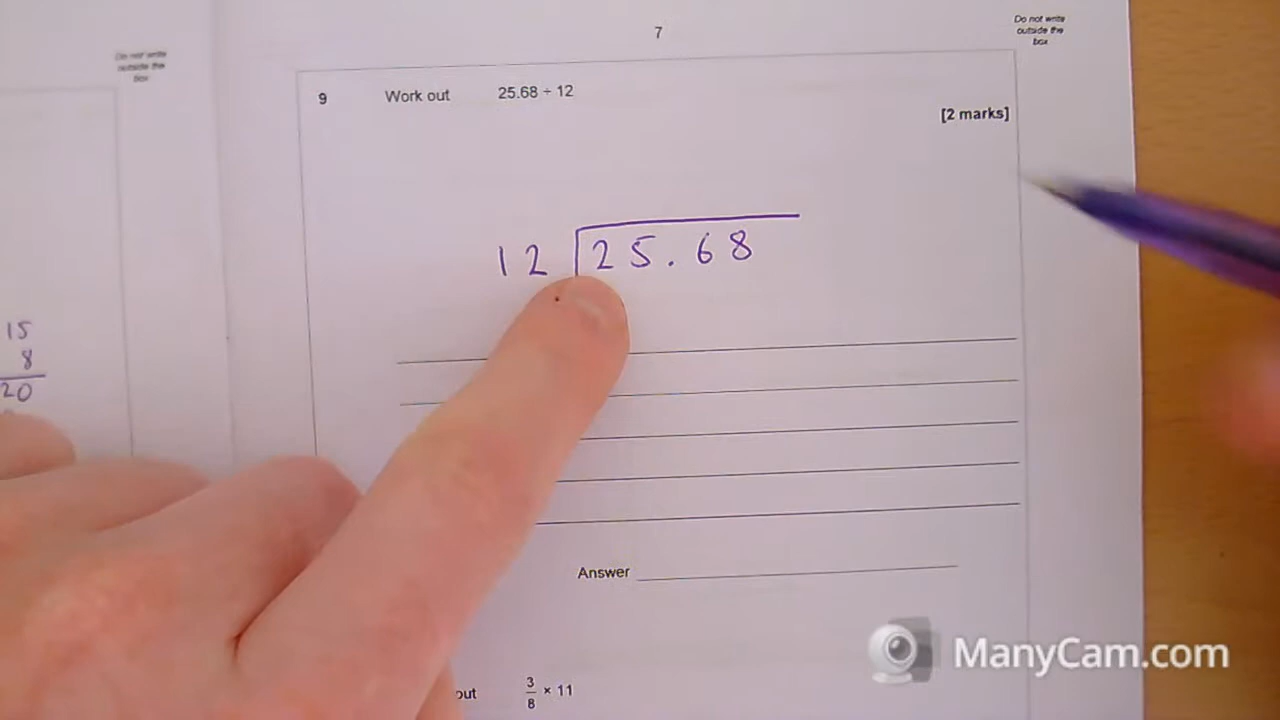 Do not write
outside the
box
7
Do not write
outside the
box
9 Work out 25.68 ÷ 12
[2 marks]
12 25.68
15
8
20
Answer
out 3/8 × 11
ManyCam.com